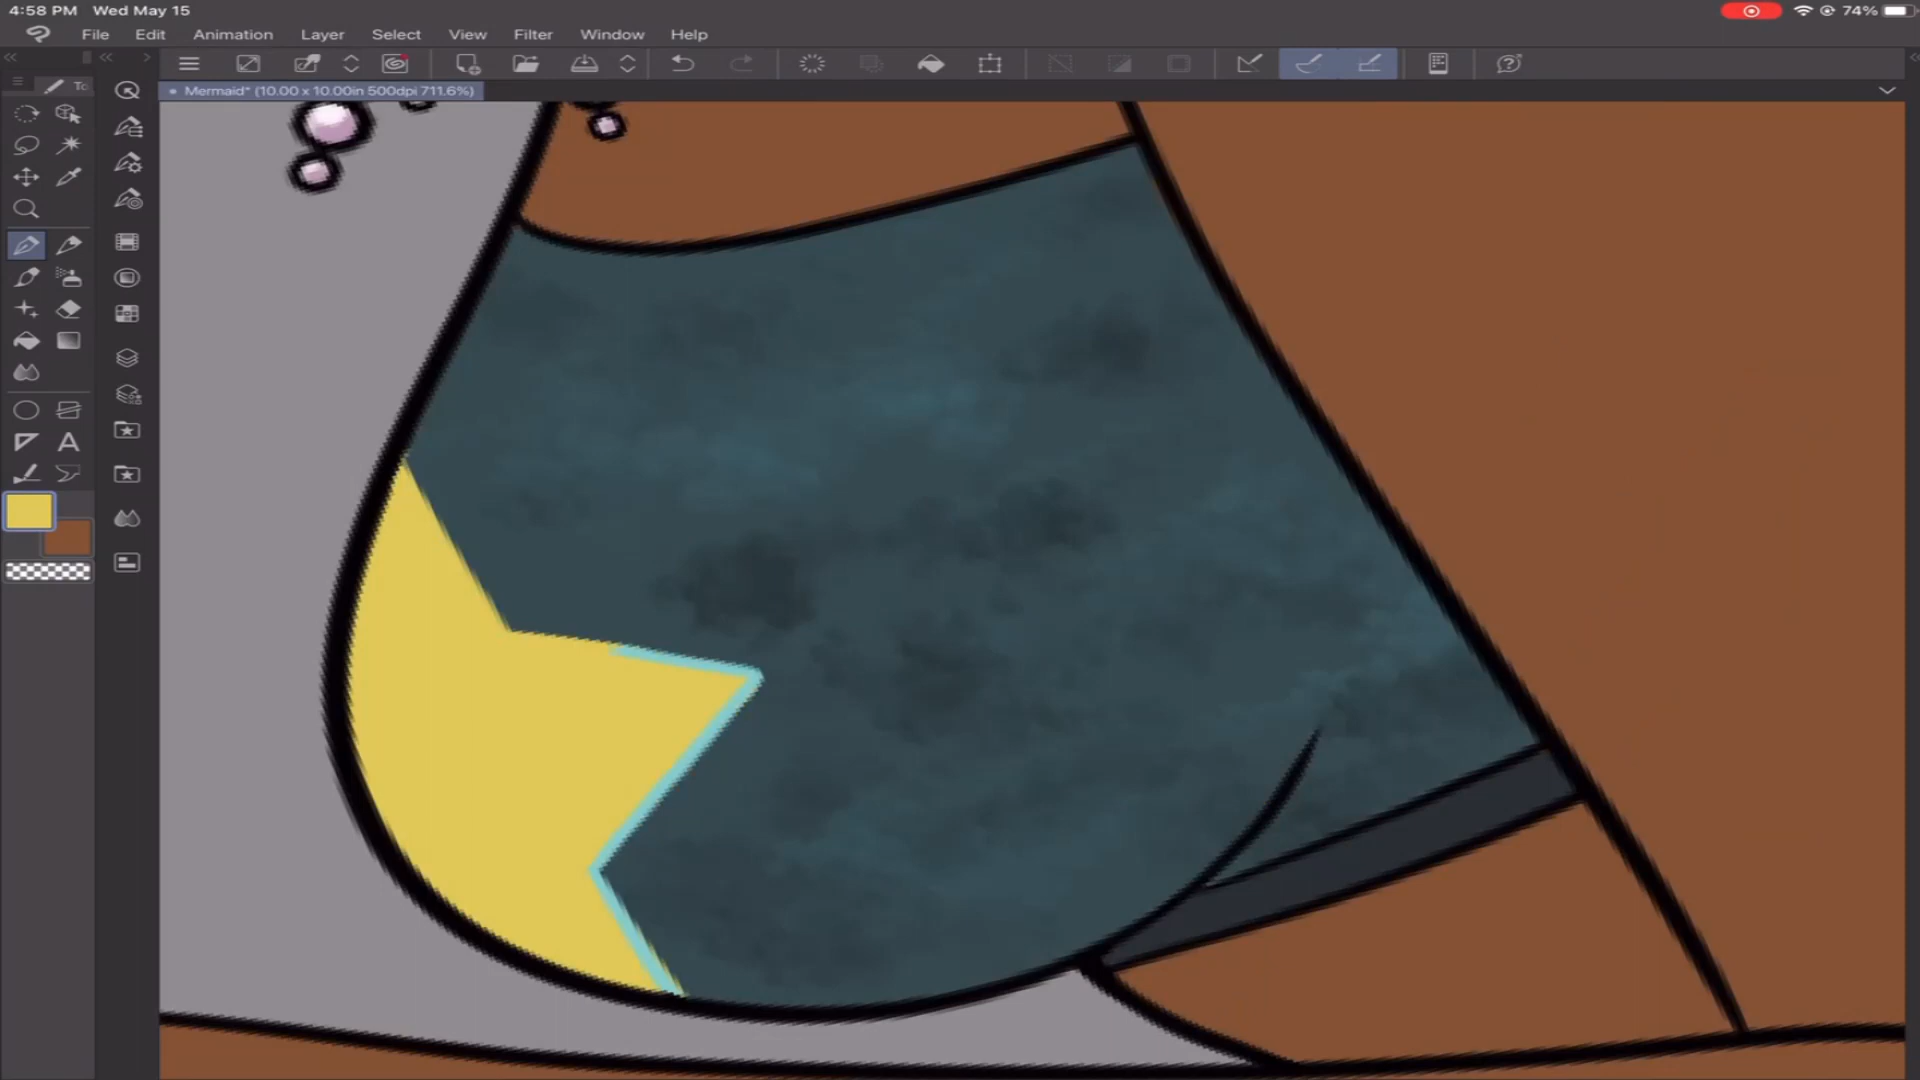 4:58 PM Wed May 15
74%
File Edit Animation Layer Select View Filter Window Help
Mermaid* (10.00 x 10.00in 500dpi 711.6%)
To
A